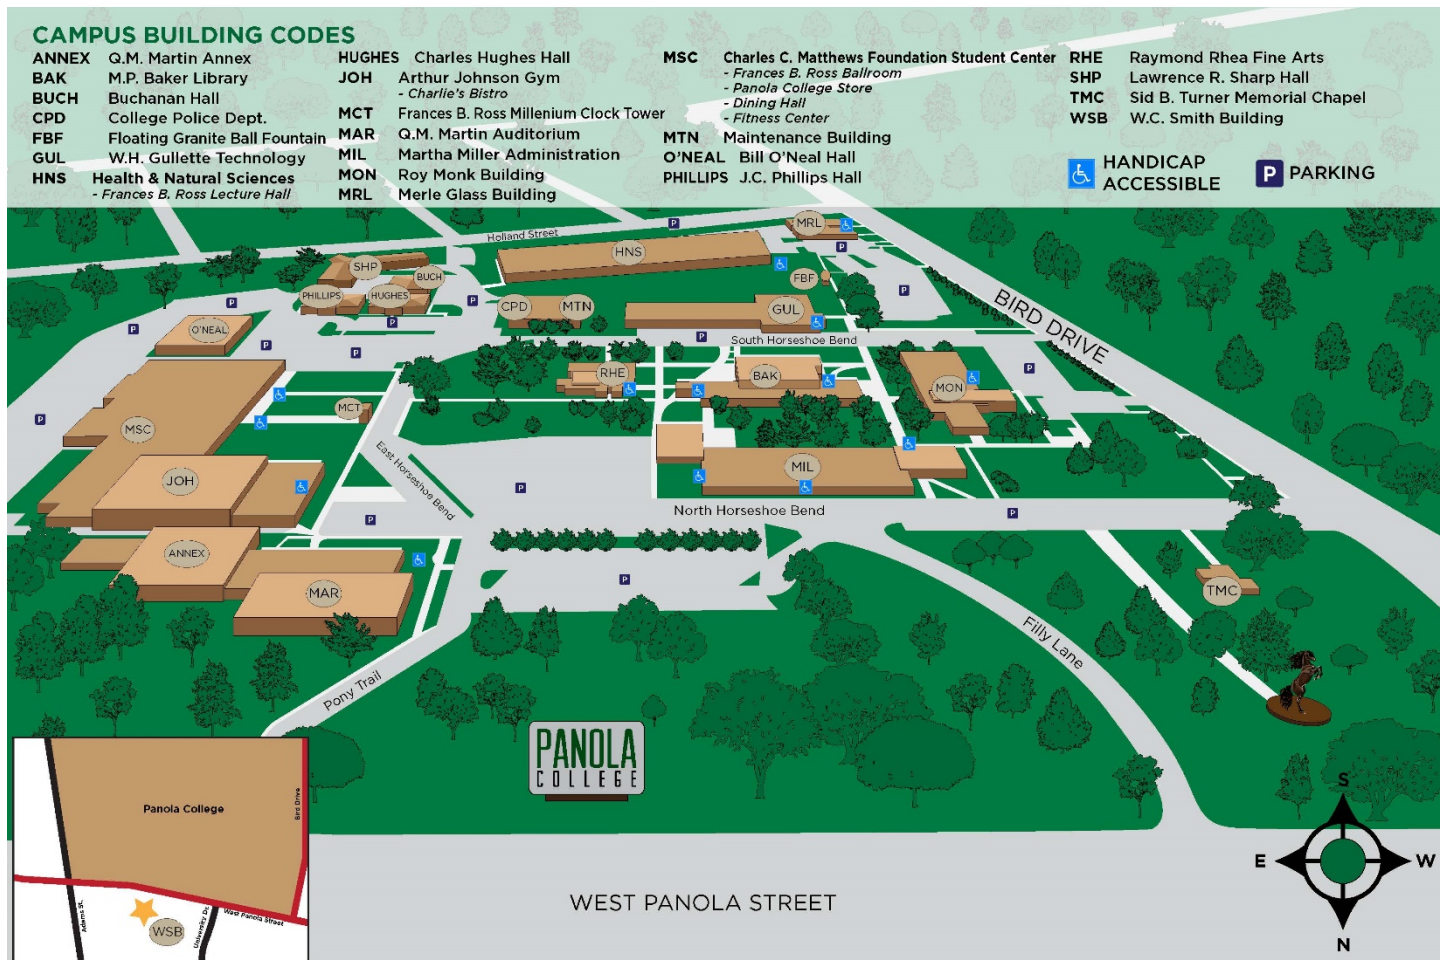 CAMPUS BUILDING CODES
ANNEX Q.M. Martin Annex
BAK M.P. Baker Library
BUCH Buchanan Hall
CPD College Police Dept.
FBF Floating Granite Ball Fountain
GUL W.H. Gullette Technology
HNS Health & Natural Sciences
- Frances B. Ross Lecture Hall
HUGHES Charles Hughes Hall
JOH Arthur Johnson Gym
- Charlie's Bistro
MCT Frances B. Ross Millenium Clock Tower
MAR Q.M. Martin Auditorium
MIL Martha Miller Administration
MON Roy Monk Building
MRL Merle Glass Building
MSC Charles C. Matthews Foundation Student Center
- Frances B. Ross Ballroom
- Panola College Store
- Dining Hall
- Fitness Center
MTN Maintenance Building
O'NEAL Bill O'Neal Hall
PHILLIPS J.C. Phillips Hall
RHE Raymond Rhea Fine Arts
SHP Lawrence R. Sharp Hall
TMC Sid B. Turner Memorial Chapel
WSB W.C. Smith Building
HANDICAP
ACCESSIBLE
P PARKING
P
MRL
Holland Street
P
HNS
SHP
BUCH
FBF
P
PHILLIPS
HUGHES
P
P
CPD
MTN
GUL
BIRD DRIVE
P
O'NEAL
P
P
P
P
South Horseshoe Bend
P
RHE
BAK
MON
P
MCT
P
MSC
East Horseshoe Bend
MIL
JOH
P
P
North Horseshoe Bend
P
ANNEX
MAR
P
TMC
Filly Lane
Pony Trail
PANOLA
COLLEGE
Panola College
Bird Drive
Adams St.
University Dr.
West Panola Street
WSB
WEST PANOLA STREET
S
E
W
N